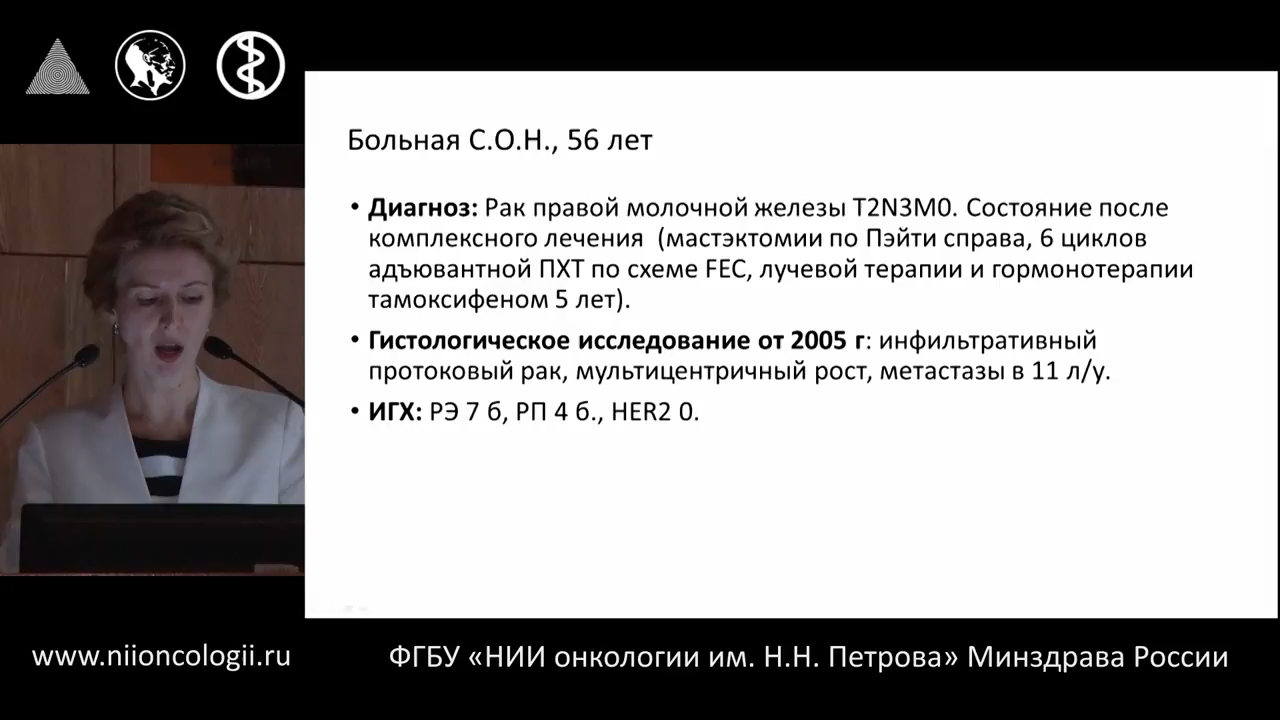 Больная С.О.Н., 56 лет
• Диагноз: Рак правой молочной железы T2N3M0. Состояние после
комплексного лечения (мастэктомии по Пэйти справа, 6 циклов
адъювантной ПХТ по схеме FEC, лучевой терапии и гормонотерапии
тамоксифеном 5 лет).
• Гистологическое исследование от 2005 г: инфильтративный
протоковый рак, мультицентричный рост, метастазы в 11 л/у.
• ИГХ: РЭ 7 б, РП 4 б., HER2 0.
www.niioncologii.ru
ФГБУ «НИИ онкологии им. Н.Н. Петрова» Минздрава России